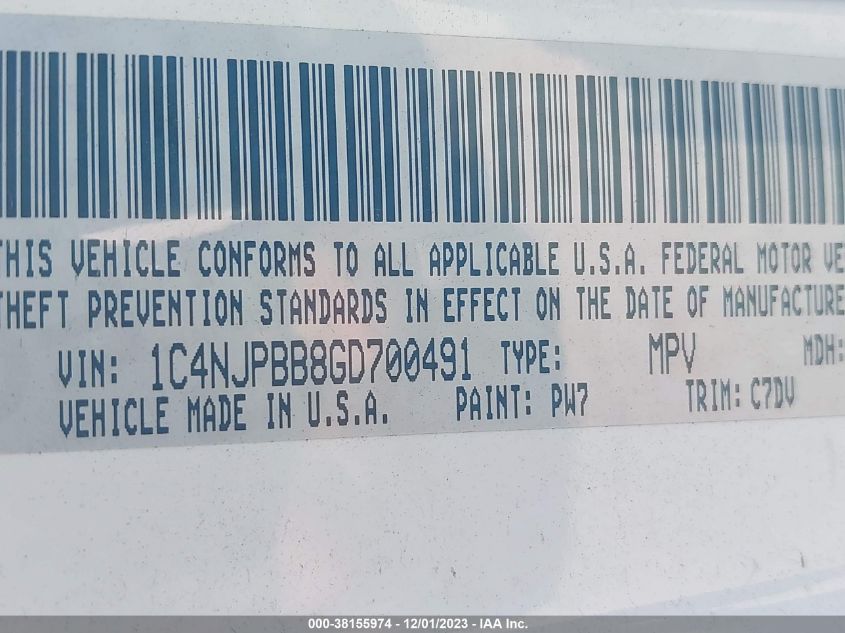 THIS VEHICLE CONFORMS TO ALL APPLICABLE U.S.A. FEDERAL MOTOR VE
THEFT PREVENTION STANDARDS IN EFFECT ON THE DATE OF MANUFACTURE
VIN: 1C4NJPBB8GD700491 TYPE: MPV MDH:
VEHICLE MADE IN U.S.A. PAINT: PW7 TRIM: C7DV
000-38155974 - 12/01/2023 - IAA Inc.